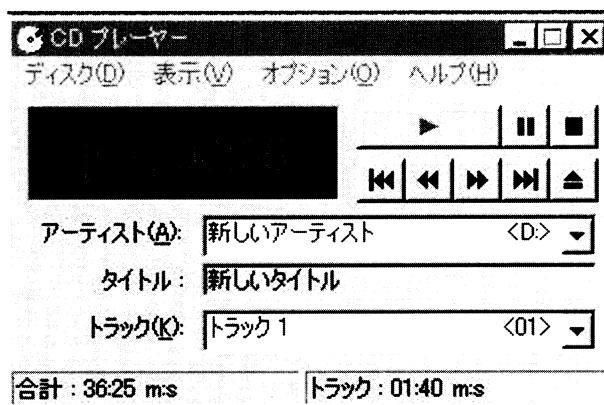 CD プレーヤー
ディスク(D) 表示(V) オプション(O) ヘルプ(H)
アーティスト(A): 新しいアーティスト <D:>
タイトル : 新しいタイトル
トラック(K): トラック 1 <01>
合計 : 36:25 m:s トラック : 01:40 m:s